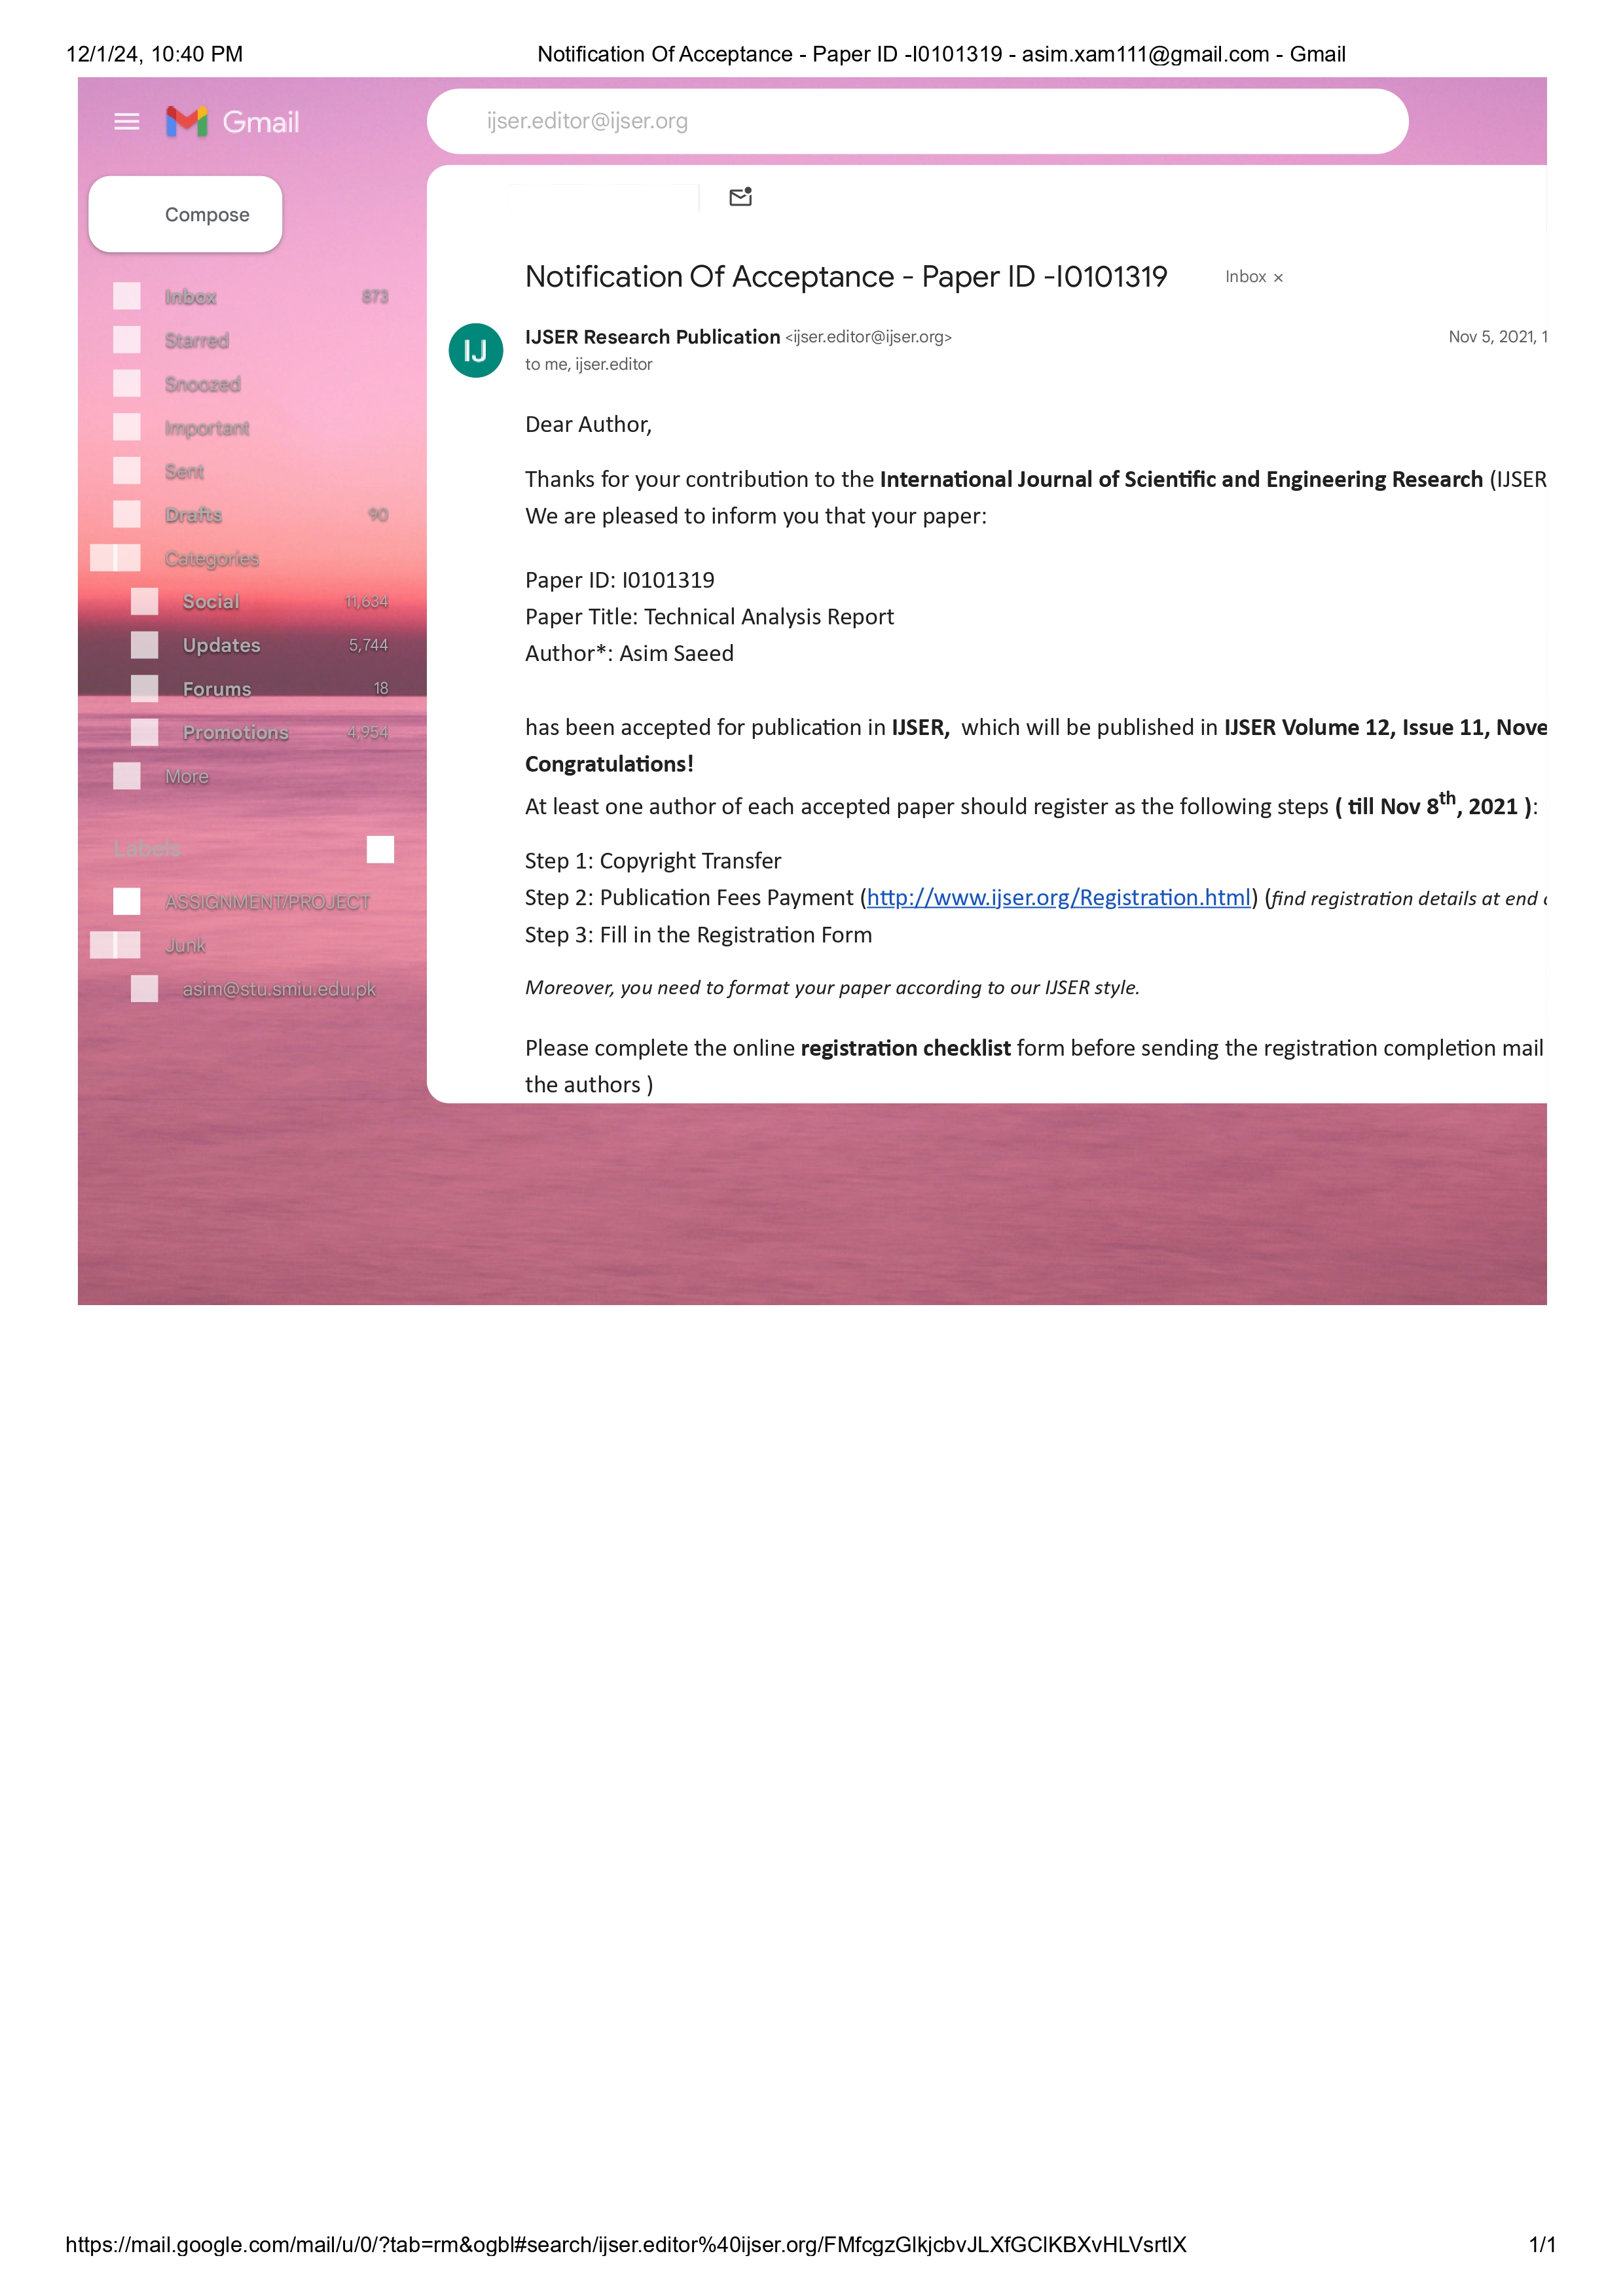 12/1/24, 10:40 PM
Notification Of Acceptance - Paper ID -I0101319 - asim.xam111@gmail.com - Gmail
Gmail
ijser.editor@ijser.org
Compose
Inbox 873
Starred
Snoozed
Important
Sent
Drafts 90
Categories
Social 11,634
Updates 5,744
Forums 18
Promotions 4,954
More
Labels
ASSIGNMENT/PROJECT
Junk
asim@stu.smiu.edu.pk
Notification Of Acceptance - Paper ID -I0101319 Inbox ×
IJ
IJSER Research Publication <ijser.editor@ijser.org> Nov 5, 2021, 1
to me, ijser.editor
Dear Author,
Thanks for your contribution to the International Journal of Scientific and Engineering Research (IJSER
We are pleased to inform you that your paper:
Paper ID: I0101319
Paper Title: Technical Analysis Report
Author*: Asim Saeed
has been accepted for publication in IJSER, which will be published in IJSER Volume 12, Issue 11, Nove
Congratulations!
At least one author of each accepted paper should register as the following steps ( till Nov 8th, 2021 ):
Step 1: Copyright Transfer
Step 2: Publication Fees Payment (http://www.ijser.org/Registration.html) (find registration details at end
Step 3: Fill in the Registration Form
Moreover, you need to format your paper according to our IJSER style.
Please complete the online registration checklist form before sending the registration completion mail
the authors )
https://mail.google.com/mail/u/0/?tab=rm&ogbl#search/ijser.editor%40ijser.org/FMfcgzGlkjcbvJLXfGClKBXvHLVsrtlX
1/1